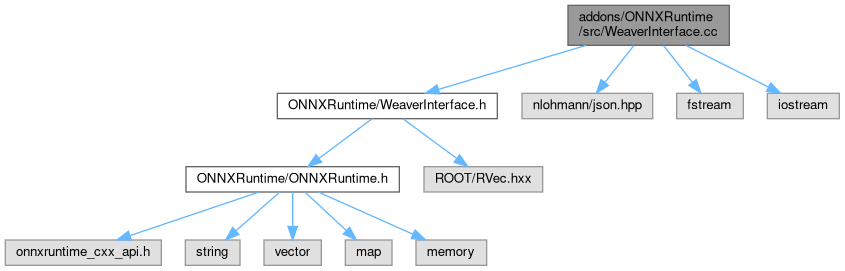 addons/ONNXRuntime
/src/WeaverInterface.cc
ONNXRuntime/WeaverInterface.h
nlohmann/json.hpp
fstream
iostream
ONNXRuntime/ONNXRuntime.h
ROOT/RVec.hxx
onnxruntime_cxx_api.h
string
vector
map
memory